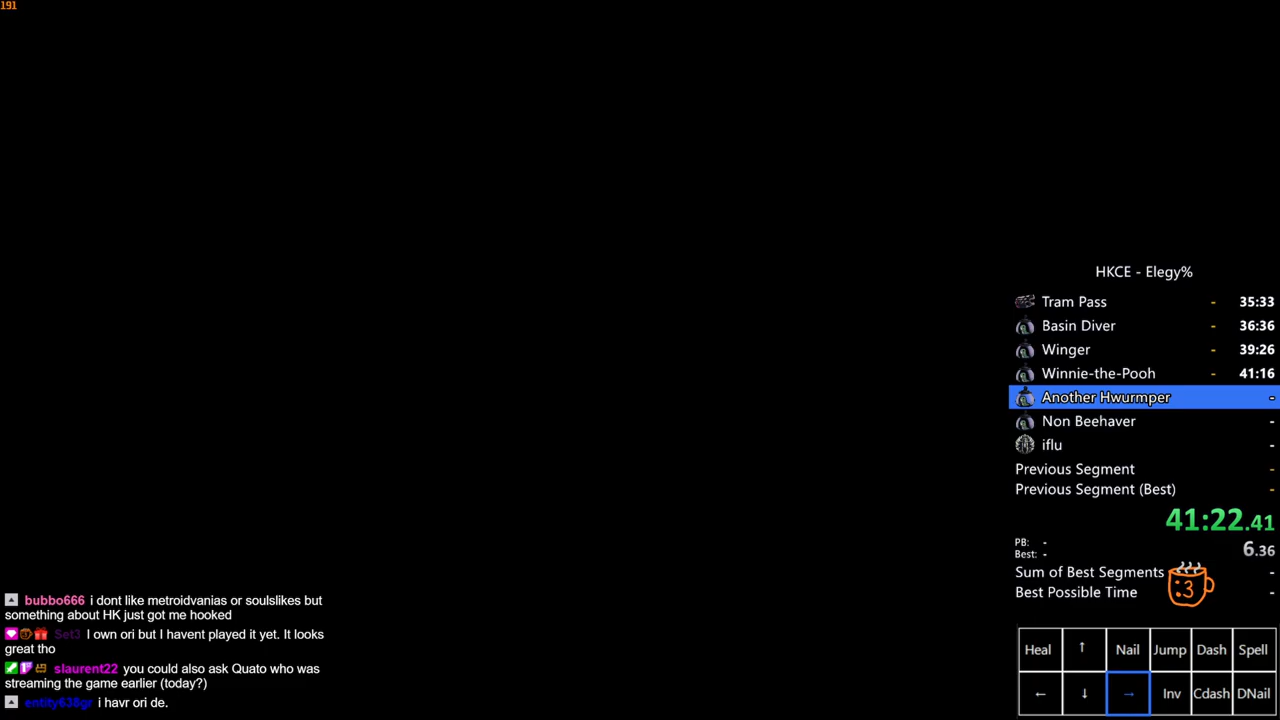 191
HKCE - Elegy%
Tram Pass - 35:33
Basin Diver - 36:36
Winger - 39:26
Winnie-the-Pooh - 41:16
Another Hwurmper -
Non Beehaver -
iflu -
Previous Segment -
Previous Segment (Best) -
41:22.41
PB: -
6.36
Best: -
Sum of Best Segments -
Best Possible Time -
:3
Heal ↑ Nail Jump Dash Spell
← ↓ → Inv Cdash DNail
bubbo666 i dont like metroidvanias or soulslikes but
something about HK just got me hooked
Set3 I own ori but I havent played it yet. It looks
great tho
slaurent22 you could also ask Quato who was
streaming the game earlier (today?)
entity638gr i havr ori de.